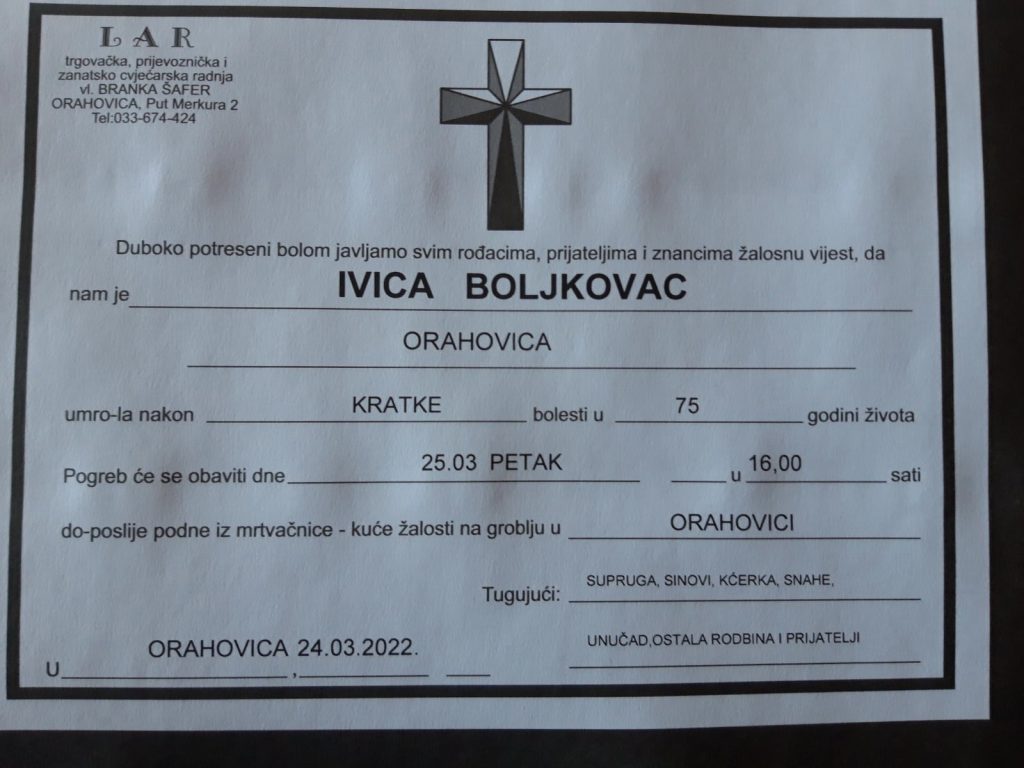 LAR
trgovačka, prijevoznička i
zanatsko cvjećarska radnja
vl. BRANKA ŠAFER
ORAHOVICA, Put Merkura 2
Tel:033-674-424
Duboko potreseni bolom javljamo svim rođacima, prijateljima i znancima žalosnu vijest, da
nam je IVICA BOLJKOVAC
ORAHOVICA
umro-la nakon KRATKE bolesti u 75 godini života
Pogreb će se obaviti dne 25.03 PETAK u 16,00 sati
do-poslije podne iz mrtvačnice - kuće žalosti na groblju u ORAHOVICI
Tugujući: SUPRUGA, SINOVI, KĆERKA, SNAHE,
UNUČAD,OSTALA RODBINA I PRIJATELJI
U ORAHOVICA 24.03.2022. ,